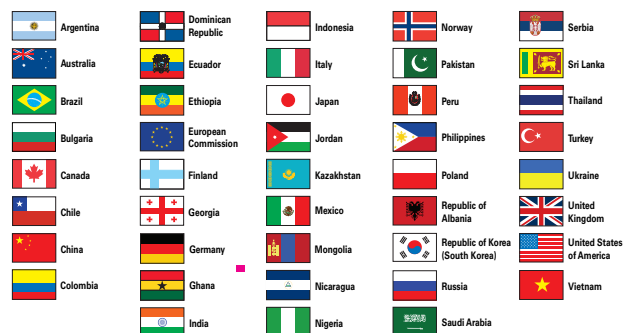 Argentina
Australia
Brazil
Bulgaria
Canada
Chile
China
Colombia
Dominican
Republic
Ecuador
Ethiopia
European
Commission
Finland
Georgia
Germany
Ghana
India
Indonesia
Italy
Japan
Jordan
Kazakhstan
Mexico
Mongolia
Nicaragua
Nigeria
Norway
Pakistan
Peru
Philippines
Poland
Republic of
Albania
Republic of Korea
(South Korea)
Russia
Saudi Arabia
Serbia
Sri Lanka
Thailand
Turkey
Ukraine
United
Kingdom
United States
of America
Vietnam